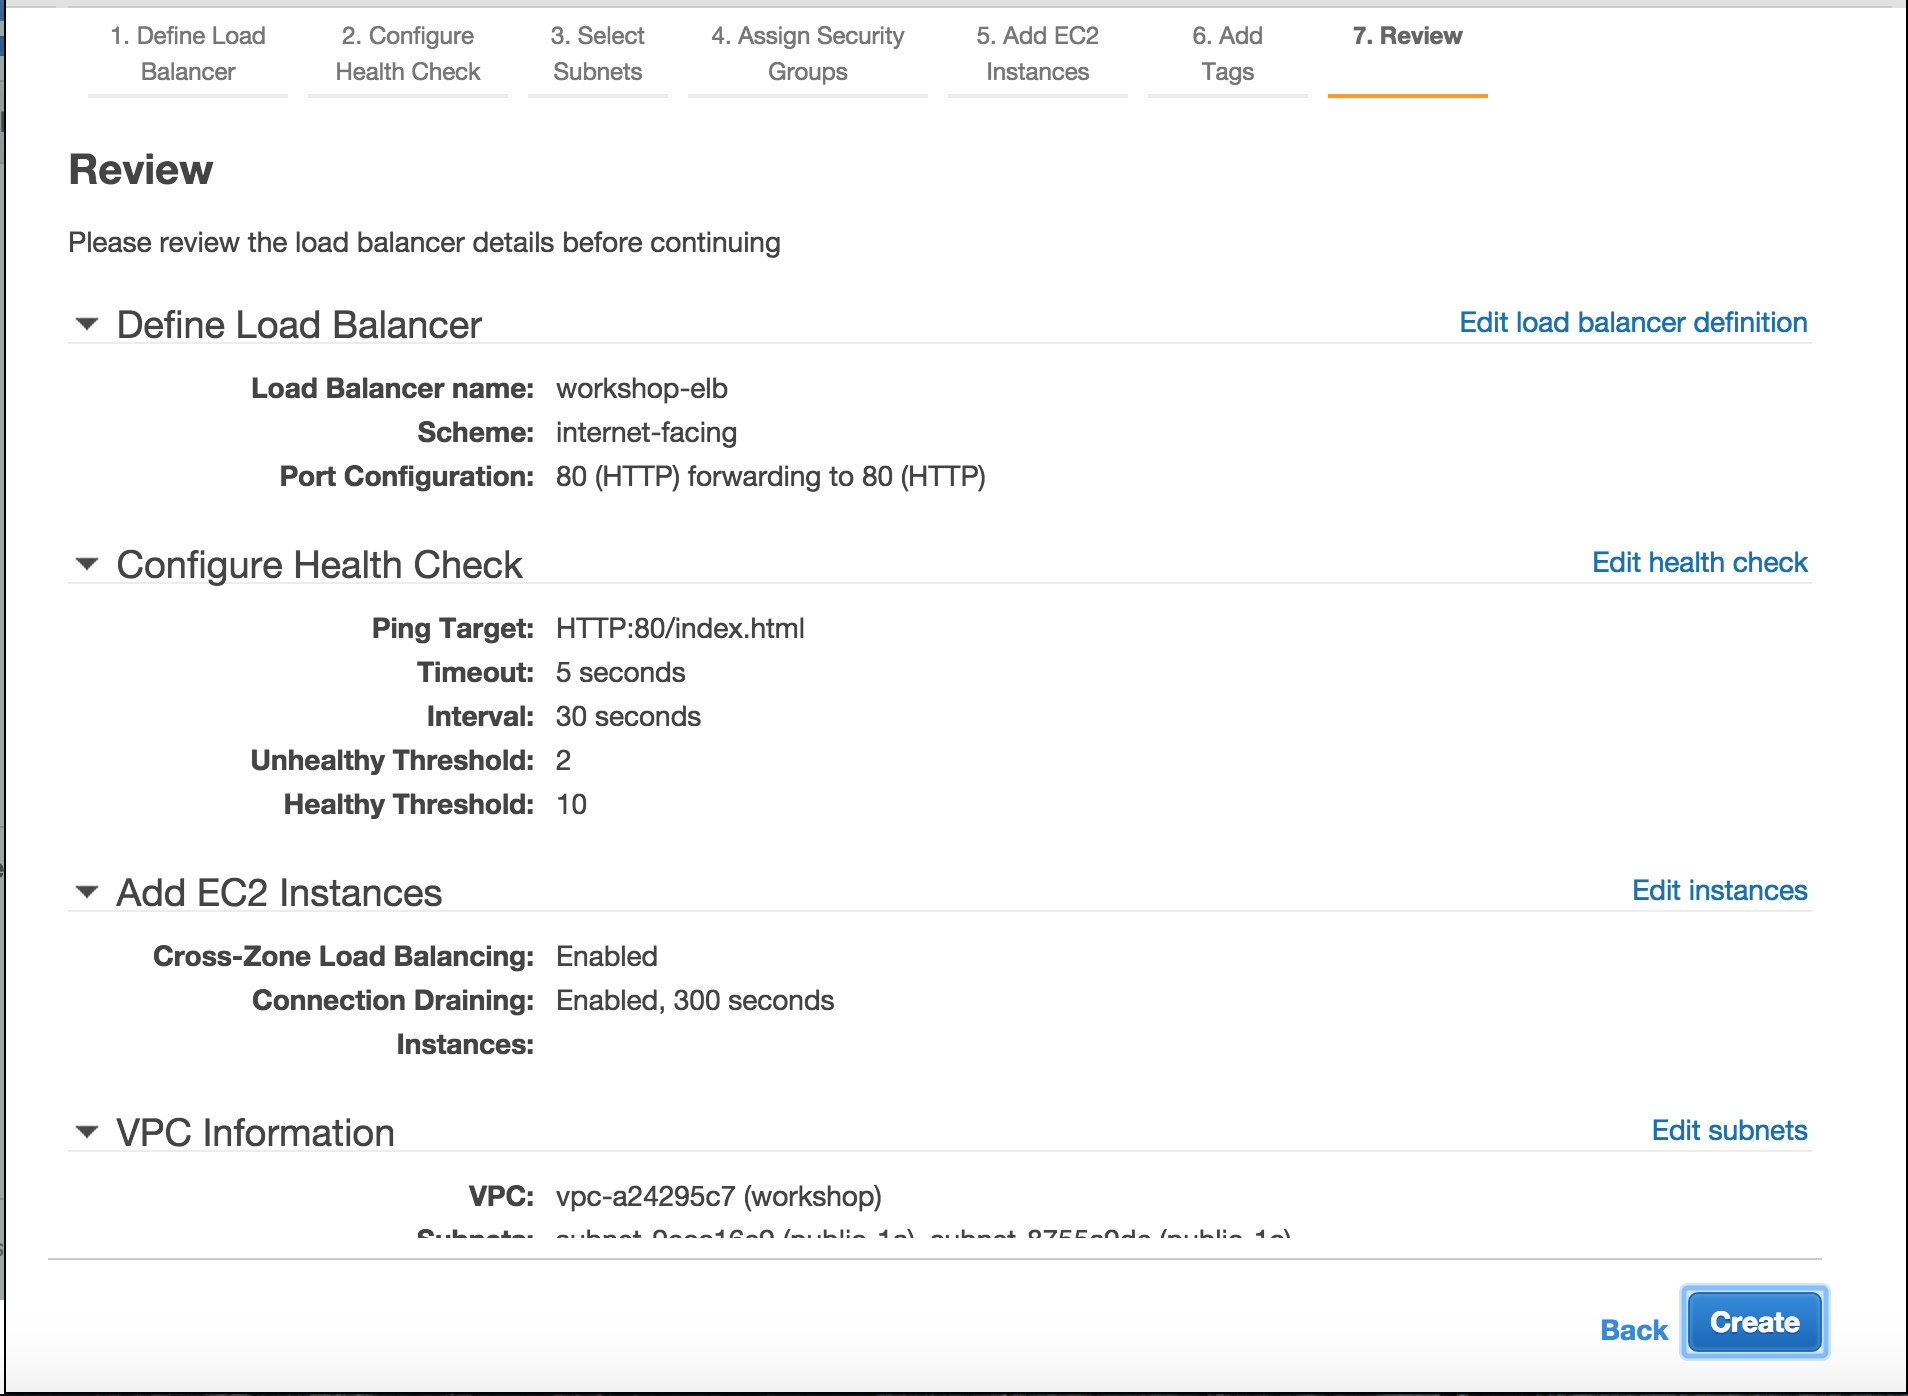 1. Define Load Balancer
2. Configure Health Check
3. Select Subnets
4. Assign Security Groups
5. Add EC2 Instances
6. Add Tags
7. Review
Review
Please review the load balancer details before continuing
Define Load Balancer
Edit load balancer definition
Load Balancer name: workshop-elb
Scheme: internet-facing
Port Configuration: 80 (HTTP) forwarding to 80 (HTTP)
Configure Health Check
Edit health check
Ping Target: HTTP:80/index.html
Timeout: 5 seconds
Interval: 30 seconds
Unhealthy Threshold: 2
Healthy Threshold: 10
Add EC2 Instances
Edit instances
Cross-Zone Load Balancing: Enabled
Connection Draining: Enabled, 300 seconds
Instances:
VPC Information
Edit subnets
VPC: vpc-a24295c7 (workshop)
Subnets:
Back
Create